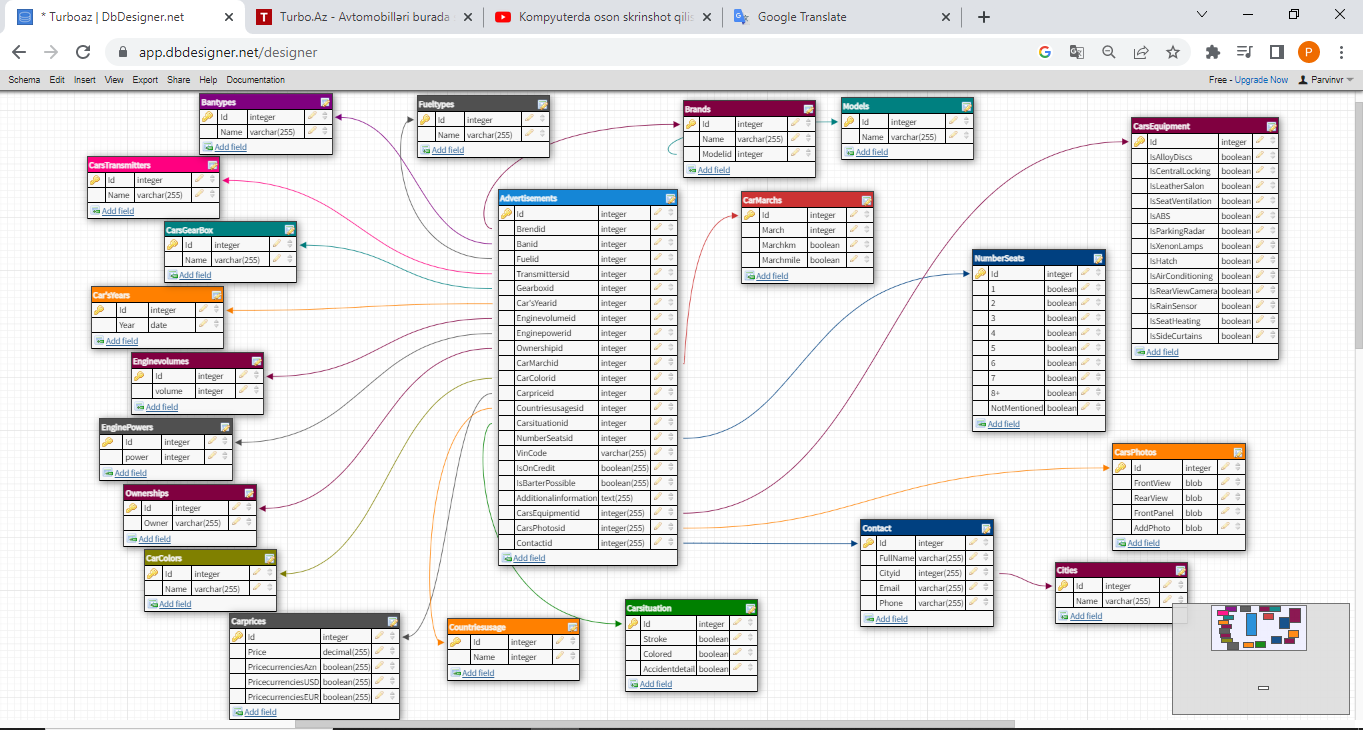 * Turboaz | DbDesigner.net
Turbo.Az - Avtomobilləri burada
Kompyuterda oson skrinshot qilis
Google Translate
app.dbdesigner.net/designer
P
Schema Edit Insert View Export Share Help Documentation
Free - Upgrade Now Parvinvr
Bantypes
Id integer
Name varchar(255)
Add field
Fueltypes
Id integer
Name varchar(255)
Add field
Brands
Id integer
Name varchar(255)
Modelid integer
Add field
Models
Id integer
Name varchar(255)
Add field
CarsEquipment
Id integer
IsAlloyDiscs boolean
IsCentralLocking boolean
IsLeatherSalon boolean
IsSeatVentilation boolean
IsABS boolean
IsParkingRadar boolean
IsXenonLamps boolean
IsHatch boolean
IsAirConditioning boolean
IsRearViewCamera boolean
IsRainSensor boolean
IsSeatHeating boolean
IsSideCurtains boolean
Add field
CarsTransmitters
Id integer
Name varchar(255)
Add field
CarsGearBox
Id integer
Name varchar(255)
Add field
Advertisements
Id integer
Brendid integer
Banid integer
Fuelid integer
Transmittersid integer
Gearboxid integer
Car'sYearid integer
Enginevolumeid integer
Enginepowerid integer
Ownershipid integer
CarMarchid integer
CarColorid integer
Carpriceid integer
Countriesusagesid integer
Carsituationid integer
NumberSeatsid integer
VinCode varchar(255)
IsOnCredit boolean(255)
IsBarterPossible boolean(255)
Additionalinformation text(255)
CarsEquipmentid integer(255)
CarsPhotosid integer(255)
Contactid integer(255)
Add field
CarMarchs
Id integer
March integer
Marchkm boolean
Marchmile boolean
Add field
NumberSeats
Id integer
1 boolean
2 boolean
3 boolean
4 boolean
5 boolean
6 boolean
7 boolean
8+ boolean
NotMentioned boolean
Add field
Car'sYears
Id integer
Year date
Add field
Enginevolumes
Id integer
volume integer
Add field
EnginePowers
Id integer
power integer
Add field
Ownerships
Id integer
Owner varchar(255)
Add field
CarColors
Id integer
Name varchar(255)
Add field
Carprices
Id integer
Price decimal(255)
PricecurrenciesAzn boolean(255)
PricecurrenciesUSD boolean(255)
PricecurrenciesEUR boolean(255)
Add field
Countriesusage
Id integer
Name integer
Add field
Carsituation
Id integer
Stroke boolean
Colored boolean
Accidentdetail boolean
Add field
Contact
Id integer
FullName varchar(255)
Cityid integer(255)
Email varchar(255)
Phone varchar(255)
Add field
CarsPhotos
Id integer
FrontView blob
RearView blob
FrontPanel blob
AddPhoto blob
Add field
Cities
Id integer
Name varchar(255)
Add field